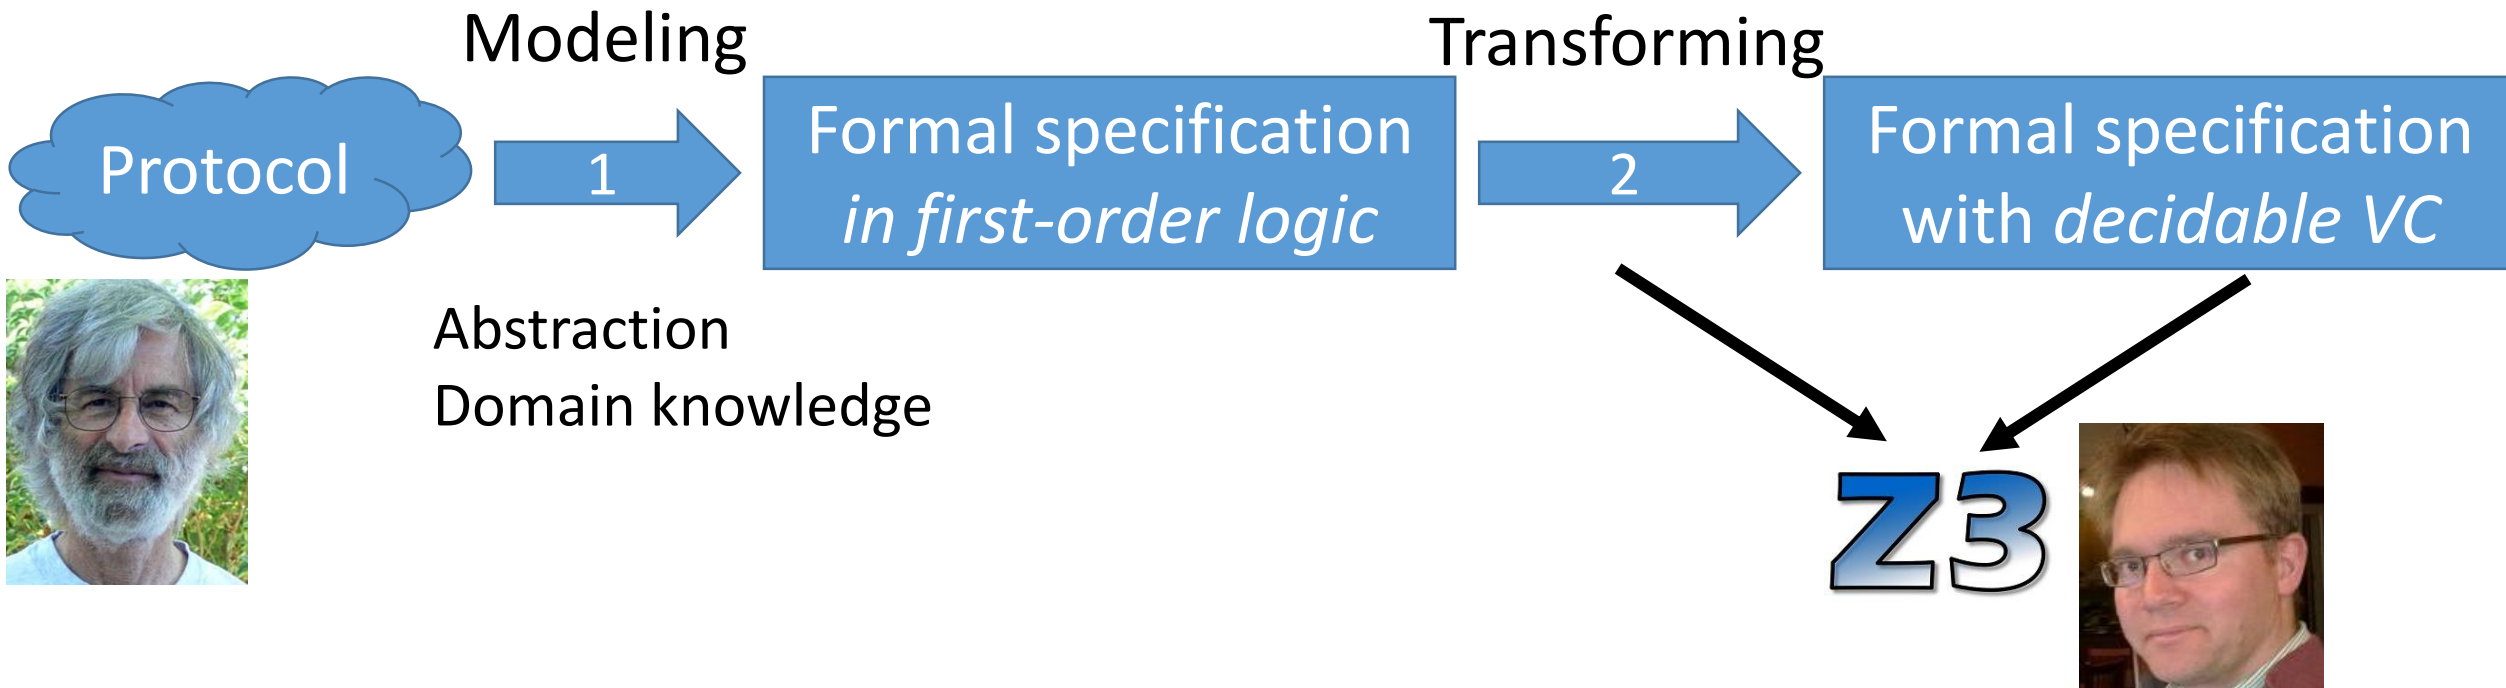 Modeling
Transforming
Protocol
1
Formal specification
in first-order logic
2
Formal specification
with decidable VC
Abstraction
Domain knowledge
Z3